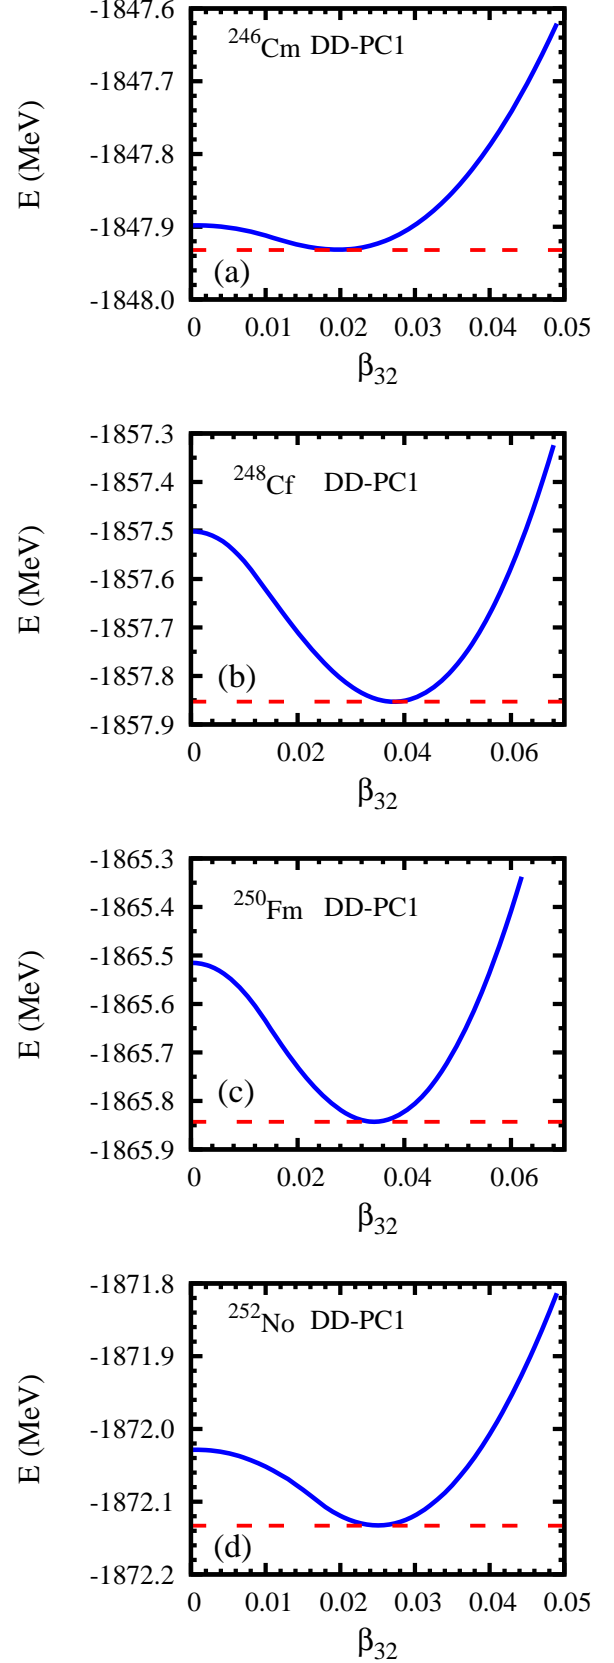 -1847.6
²⁴⁶Cm DD-PC1
-1847.7
-1847.8
E (MeV)
-1847.9
(a)
-1848.0
0 0.01 0.02 0.03 0.04 0.05
β₃₂
-1857.3
-1857.4
²⁴⁸Cf DD-PC1
-1857.5
-1857.6
E (MeV)
-1857.7
-1857.8
(b)
-1857.9
0 0.02 0.04 0.06
β₃₂
-1865.3
-1865.4
²⁵⁰Fm DD-PC1
-1865.5
-1865.6
E (MeV)
-1865.7
-1865.8
(c)
-1865.9
0 0.02 0.04 0.06
β₃₂
-1871.8
²⁵²No DD-PC1
-1871.9
-1872.0
E (MeV)
-1872.1
(d)
-1872.2
0 0.01 0.02 0.03 0.04 0.05
β₃₂